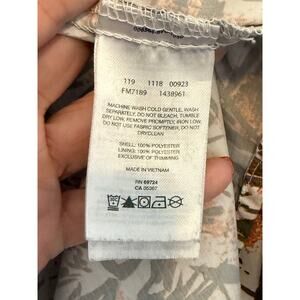 119 1118 00923
FM7189 1438961
MACHINE WASH COLD GENTLE, WASH
SEPARATELY, DO NOT BLEACH, TUMBLE
DRY LOW, REMOVE PROMPTLY, IRON LOW,
DO NOT USE FABRIC SOFTENER, DO NOT
DRYCLEAN
SHELL: 100% POLYESTER
LINING: 100% POLYESTER
EXCLUSIVE OF TRIMMING
MADE IN VIETNAM
RN 69724
CA 05367